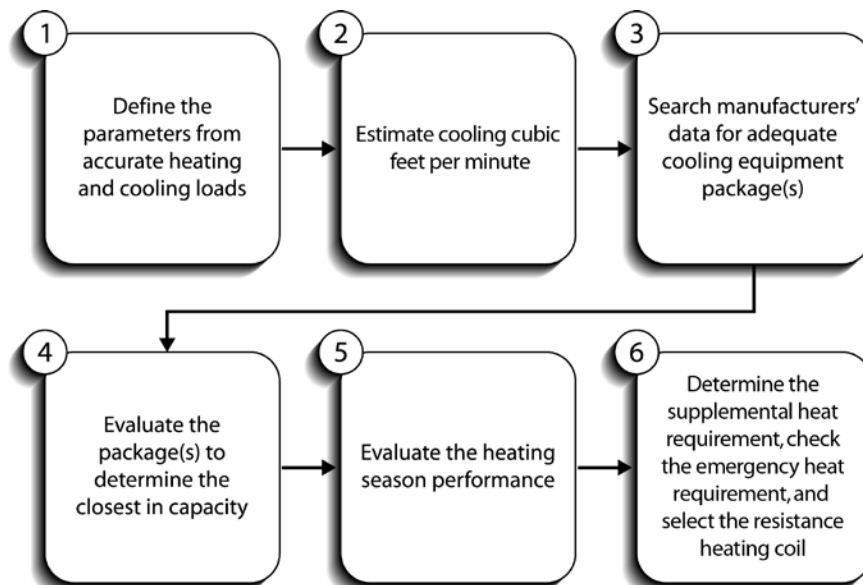 1
Define the
parameters from
accurate heating
and cooling loads
2
Estimate cooling cubic
feet per minute
3
Search manufacturers'
data for adequate
cooling equipment
package(s)
4
Evaluate the
package(s) to
determine the
closest in capacity
5
Evaluate the heating
season performance
6
Determine the
supplemental heat
requirement, check
the emergency heat
requirement, and
select the resistance
heating coil